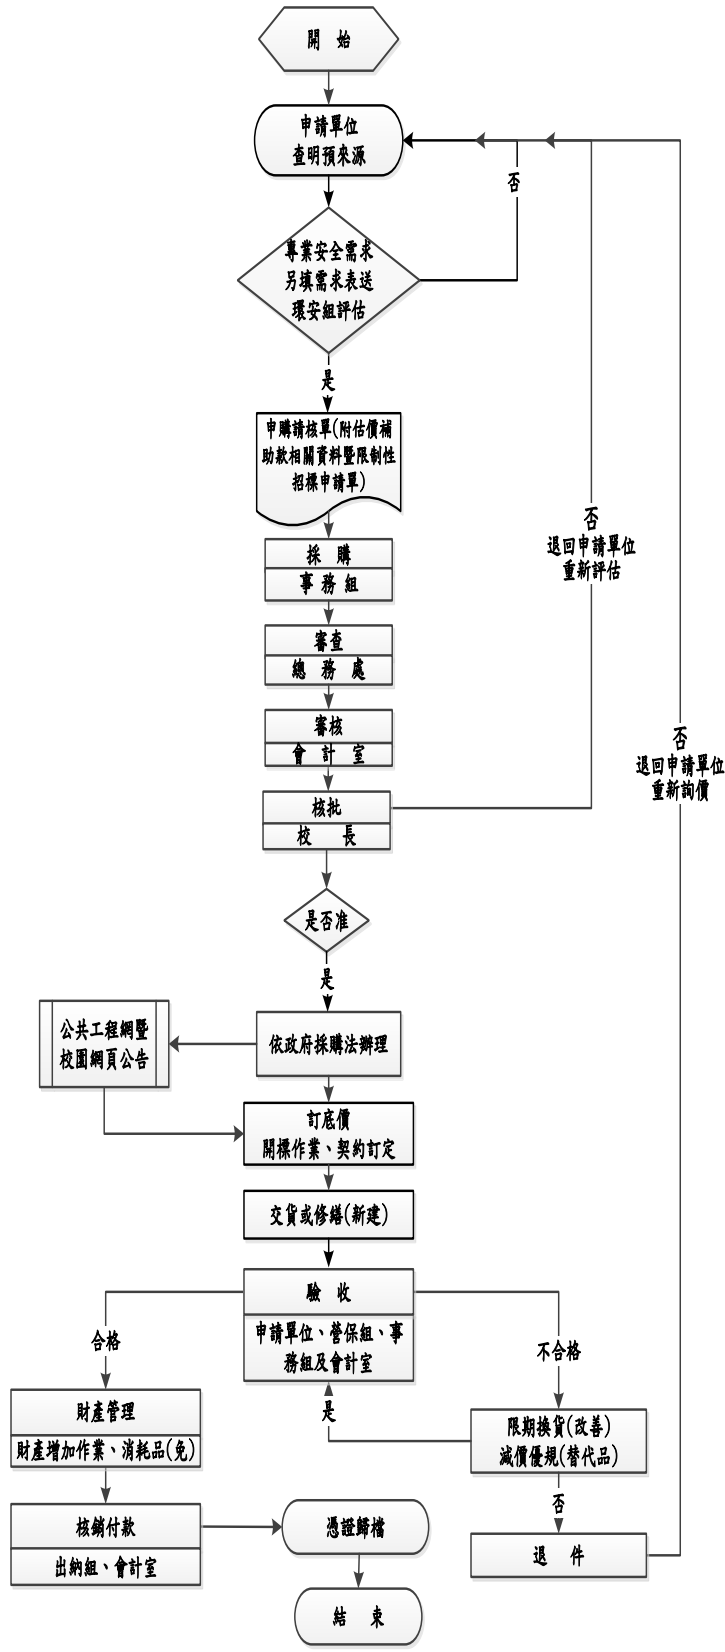 開 始
申請單位
查明預來源
否
專業安全需求
另填需求表送
環安組評估
是
申購請核單(附估價補
助款相關資料暨限制性
招標申請單)
否
退回申請單位
重新評估
採 購
事 務 組
審查
總 務 處
審核
會 計 室
否
退回申請單位
重新詢價
核批
校 長
是否准
是
公共工程網暨
校園網頁公告
依政府採購法辦理
訂底價
開標作業、契約訂定
交貨或修繕(新建)
驗 收
申請單位、營保組、事
務組及會計室
合格
不合格
是
財產管理
財產增加作業、消耗品(免)
限期換貨(改善)
減價優規(替代品)
否
核銷付款
出納組、會計室
憑證歸檔
退 件
結 束